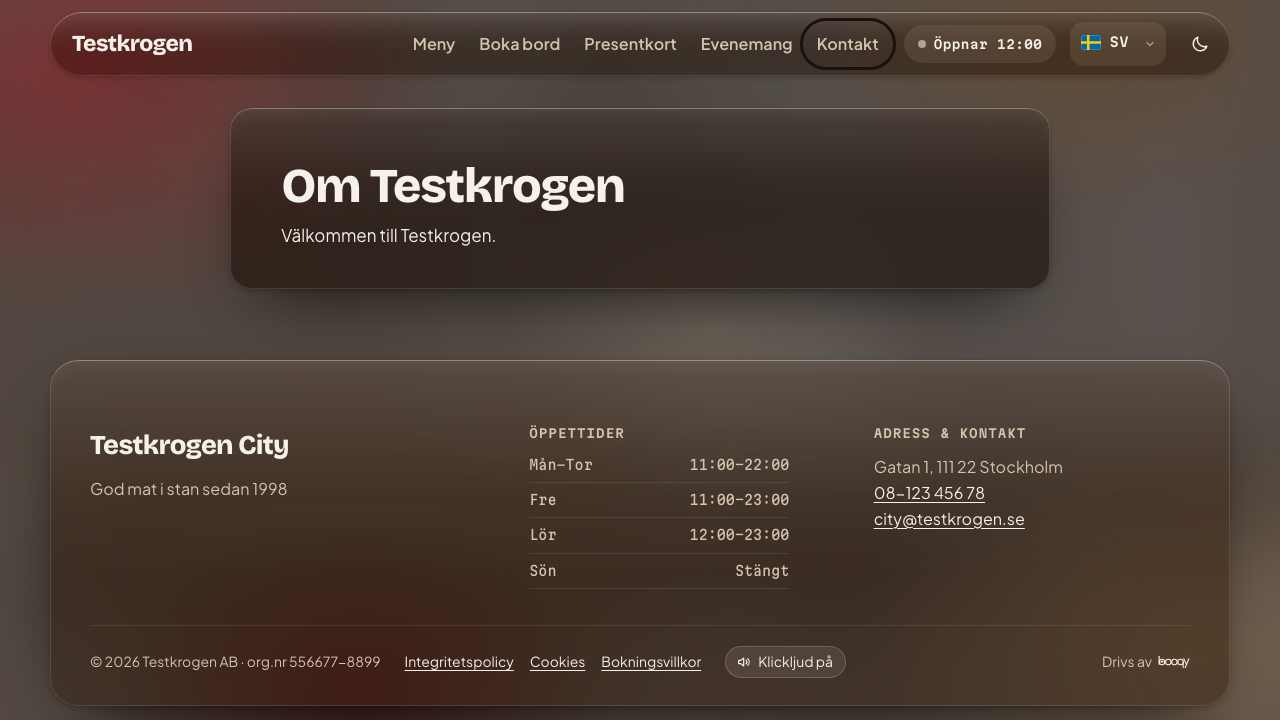 Testkrogen
Meny
Boka bord
Presentkort
Evenemang
Kontakt
Öppnar 12:00
SV
Om Testkrogen
Välkommen till Testkrogen.
Testkrogen City
God mat i stan sedan 1998
ÖPPETTIDER
Mån–Tor 11:00–22:00
Fre 11:00–23:00
Lör 12:00–23:00
Sön Stängt
ADRESS & KONTAKT
Gatan 1, 111 22 Stockholm
08-123 456 78
city@testkrogen.se
© 2026 Testkrogen AB · org.nr 556677-8899
Integritetspolicy
Cookies
Bokningsvillkor
Klickljud på
Drivs av